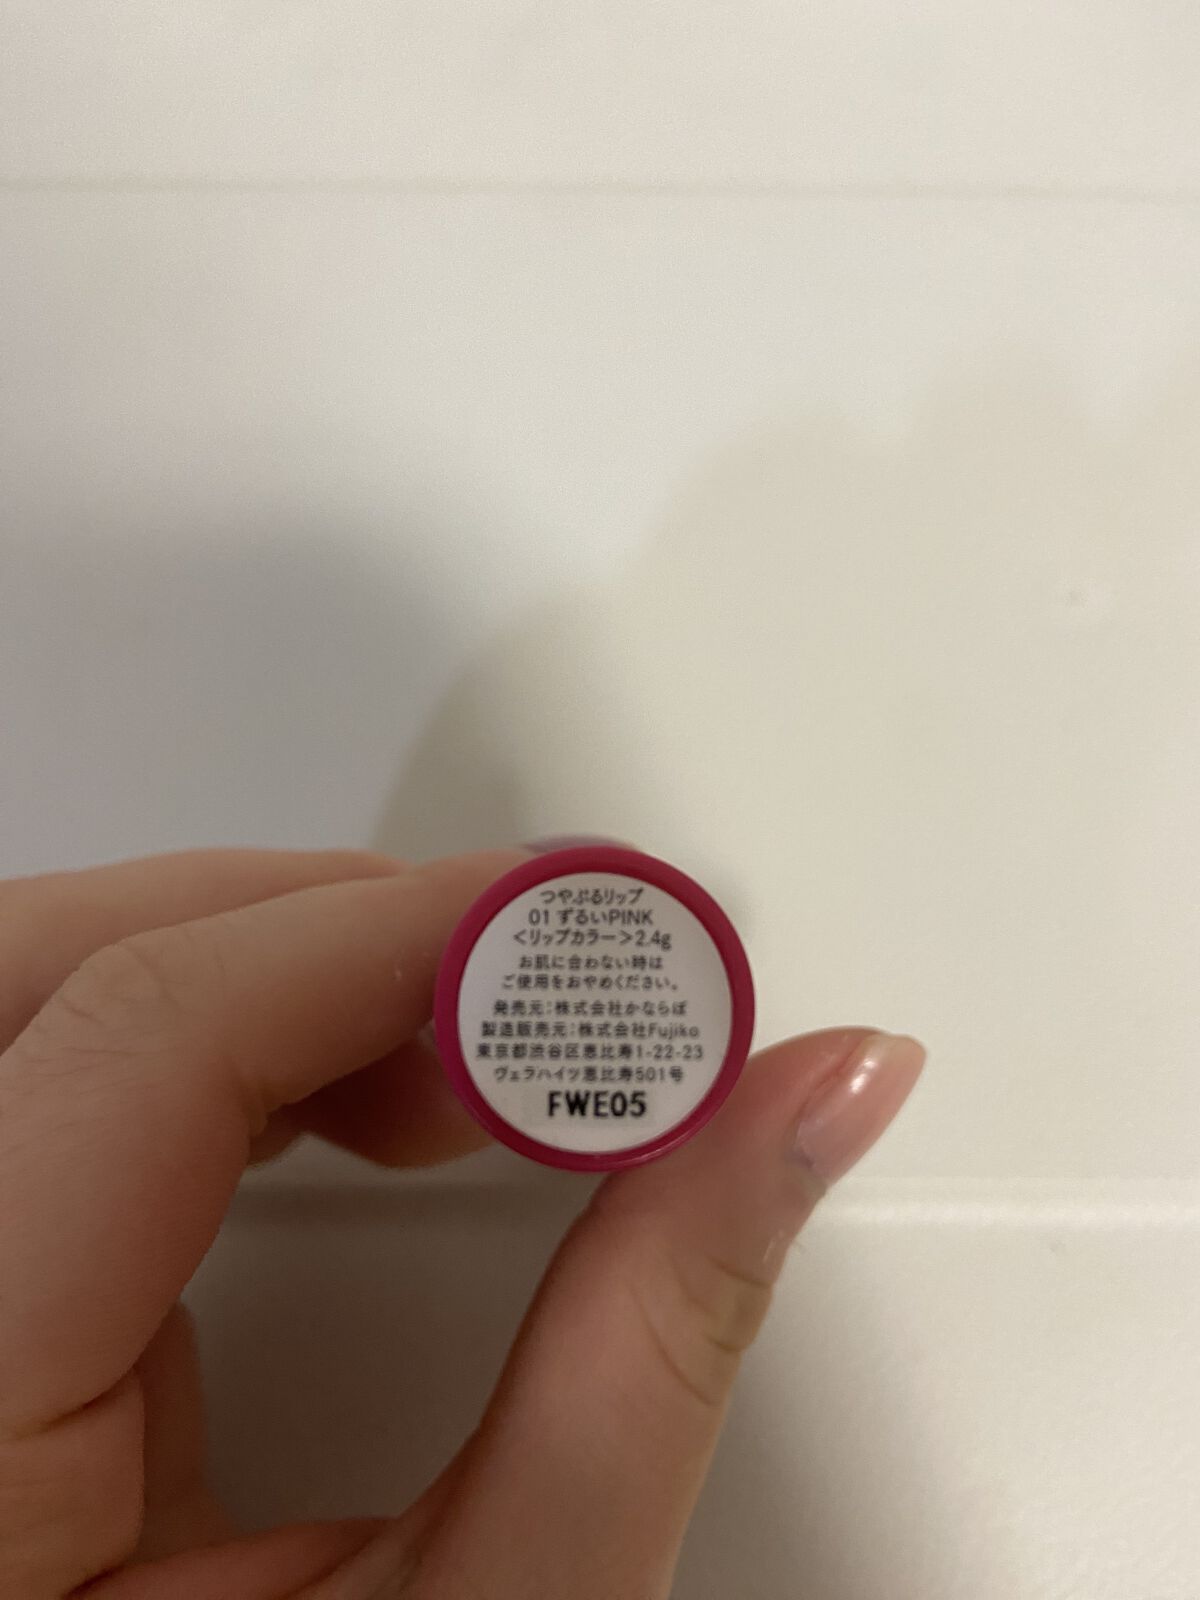 つやぷるリップ
01 ずるいPINK
＜リップカラー＞2.4g
お肌に合わない時は
ご使用をおやめください。
発売元：株式会社かならぼ
製造販売元：株式会社Fujiko
東京都渋谷区恵比寿1-22-23
ヴェラハイツ恵比寿501号
FWE05